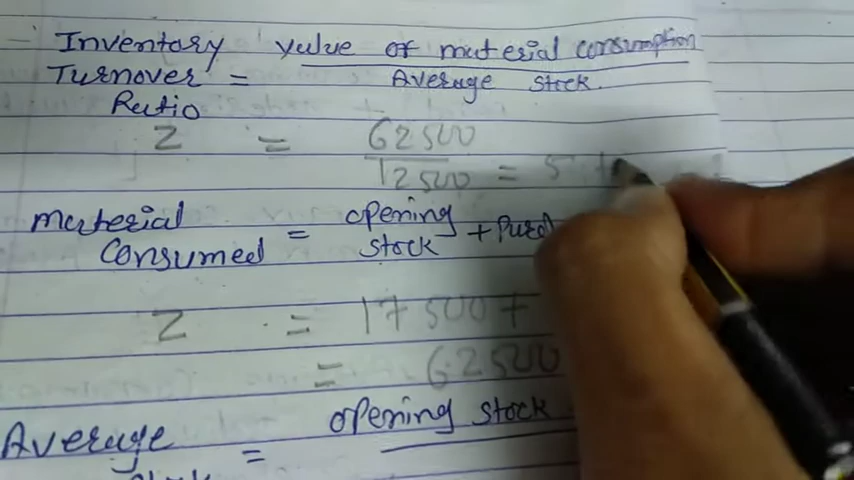 Inventory Value of material consumption
Turnover = Average Stock.
Ratio
Z = 62500
12500 = 5
material = opening
Consumed stock + Purch
Z = 17500 +
= 62500
Average opening stock
=